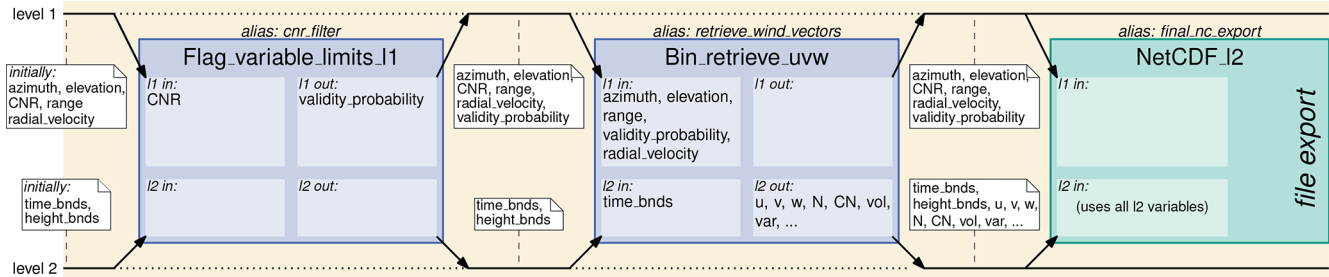 level 1
initially:
azimuth, elevation,
CNR, range
radial_velocity
initially:
time_bnds,
height_bnds
level 2
alias: cnr_filter
Flag_variable_limits_l1
l1 in:
CNR
l1 out:
validity_probability
l2 in:
l2 out:
azimuth, elevation,
CNR, range,
radial_velocity,
validity_probability
time_bnds,
height_bnds
alias: retrieve_wind_vectors
Bin_retrieve_uvw
l1 in:
azimuth, elevation,
range,
validity_probability,
radial_velocity
l1 out:
l2 in:
time_bnds
l2 out:
u, v, w, N, CN, vol,
var, ...
azimuth, elevation,
CNR, range,
radial_velocity,
validity_probability
time_bnds,
height_bnds, u, v, w,
N, CN, vol, var, ...
alias: final_nc_export
NetCDF_l2
l1 in:
l2 in:
(uses all l2 variables)
file export